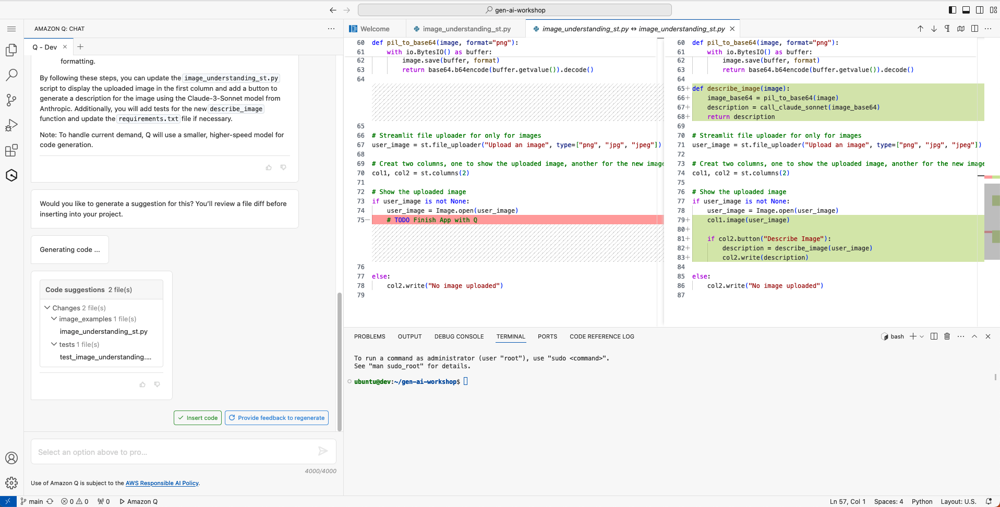 gen-ai-workshop
AMAZON Q: CHAT
Q - Dev
formatting.
By following these steps, you can update the image_understanding_st.py
script to display the uploaded image in the first column and add a button to
generate a description for the image using the Claude-3-Sonnet model from
Anthropic. Additionally, you will add tests for the new describe_image
function and update the requirements.txt file if necessary.
Note: To handle current demand, Q will use a smaller, higher-speed model for
code generation.
Would you like to generate a suggestion for this? You’ll review a file diff before
inserting into your project.
Generating code ...
Code suggestions 2 file(s)
Changes 2 file(s)
image_examples 1 file(s)
image_understanding_st.py
tests 1 file(s)
test_image_understanding....
Insert code
Provide feedback to regenerate
Select an option above to pro...
4000/4000
Use of Amazon Q is subject to the AWS Responsible AI Policy.
Welcome
image_understanding_st.py
image_understanding_st.py ↔ image_understanding_st.py
60 def pil_to_base64(image, format="png"):
61 with io.BytesIO() as buffer:
62 image.save(buffer, format)
63 return base64.b64encode(buffer.getvalue()).decode()
64
65
66 # Streamlit file uploader for only for images
67 user_image = st.file_uploader("Upload an image", type=["png", "jpg", "jpeg"])
68
69 # Creat two columns, one to show the uploaded image, another for the new image
70 col1, col2 = st.columns(2)
71
72 # Show the uploaded image
73 if user_image is not None:
74 user_image = Image.open(user_image)
75− # TODO Finish App with Q
76
77 else:
78 col2.write("No image uploaded")
79
60 def pil_to_base64(image, format="png"):
61 with io.BytesIO() as buffer:
62 image.save(buffer, format)
63 return base64.b64encode(buffer.getvalue()).decode()
64
65+ def describe_image(image):
66+ image_base64 = pil_to_base64(image)
67+ description = call_claude_sonnet(image_base64)
68+ return description
69
70 # Streamlit file uploader for only for images
71 user_image = st.file_uploader("Upload an image", type=["png", "jpg", "jpeg"])
72
73 # Creat two columns, one to show the uploaded image, another for the new image
74 col1, col2 = st.columns(2)
75
76 # Show the uploaded image
77 if user_image is not None:
78 user_image = Image.open(user_image)
79+ col1.image(user_image)
80+
81+ if col2.button("Describe Image"):
82+ description = describe_image(user_image)
83+ col2.write(description)
84
85 else:
86 col2.write("No image uploaded")
87
PROBLEMS OUTPUT DEBUG CONSOLE TERMINAL PORTS CODE REFERENCE LOG
bash
To run a command as administrator (user "root"), use "sudo <command>".
See "man sudo_root" for details.
ubuntu@dev:~/gen-ai-workshop$
main 0 0 0 Amazon Q
Ln 57, Col 1 Spaces: 4 Python Layout: U.S.